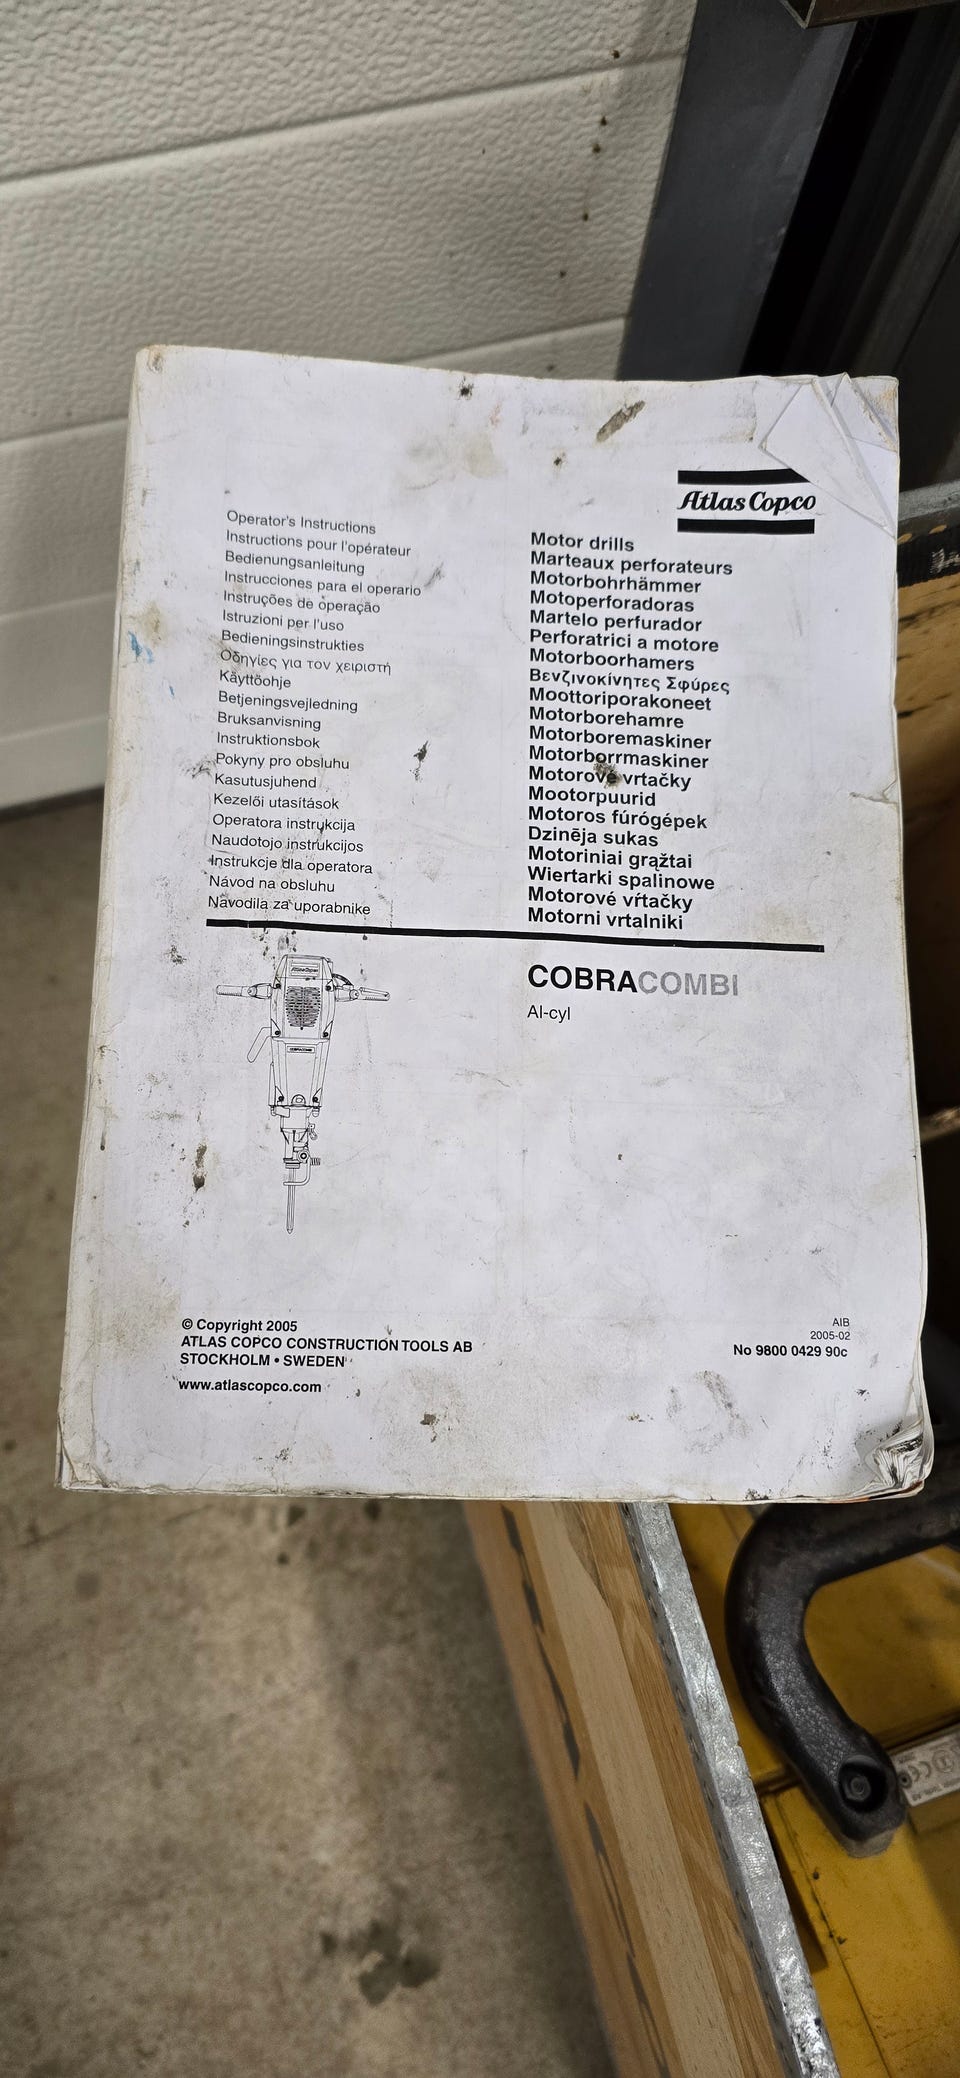 Atlas Copco
Operator's Instructions
Instructions pour l'opérateur
Bedienungsanleitung
Instrucciones para el operario
Instruções de operação
Istruzioni per l'uso
Bedieningsinstrukties
Οδηγίες για τον χειριστή
Käyttöohje
Betjeningsvejledning
Bruksanvisning
Instruktionsbok
Pokyny pro obsluhu
Kasutusjuhend
Kezelői utasítások
Operatora instrukcija
Naudotojo instrukcijos
Instrukcje dla operatora
Návod na obsluhu
Navodila za uporabnike
Motor drills
Marteaux perforateurs
Motorbohrhämmer
Motoperforadoras
Martelo perfurador
Perforatrici a motore
Motorboorhamers
Βενζινοκίνητες Σφύρες
Moottoriporakoneet
Motorborehamre
Motorboremaskiner
Motorborrmaskiner
Motorové vrtačky
Mootorpuurid
Motoros fúrógépek
Dzinēja sukas
Motoriniai grąžtai
Wiertarki spalinowe
Motorové vŕtačky
Motorni vrtalniki
COBRACOMBI
Al-cyl
© Copyright 2005
ATLAS COPCO CONSTRUCTION TOOLS AB
STOCKHOLM • SWEDEN
www.atlascopco.com
AIB
2005-02
No 9800 0429 90c